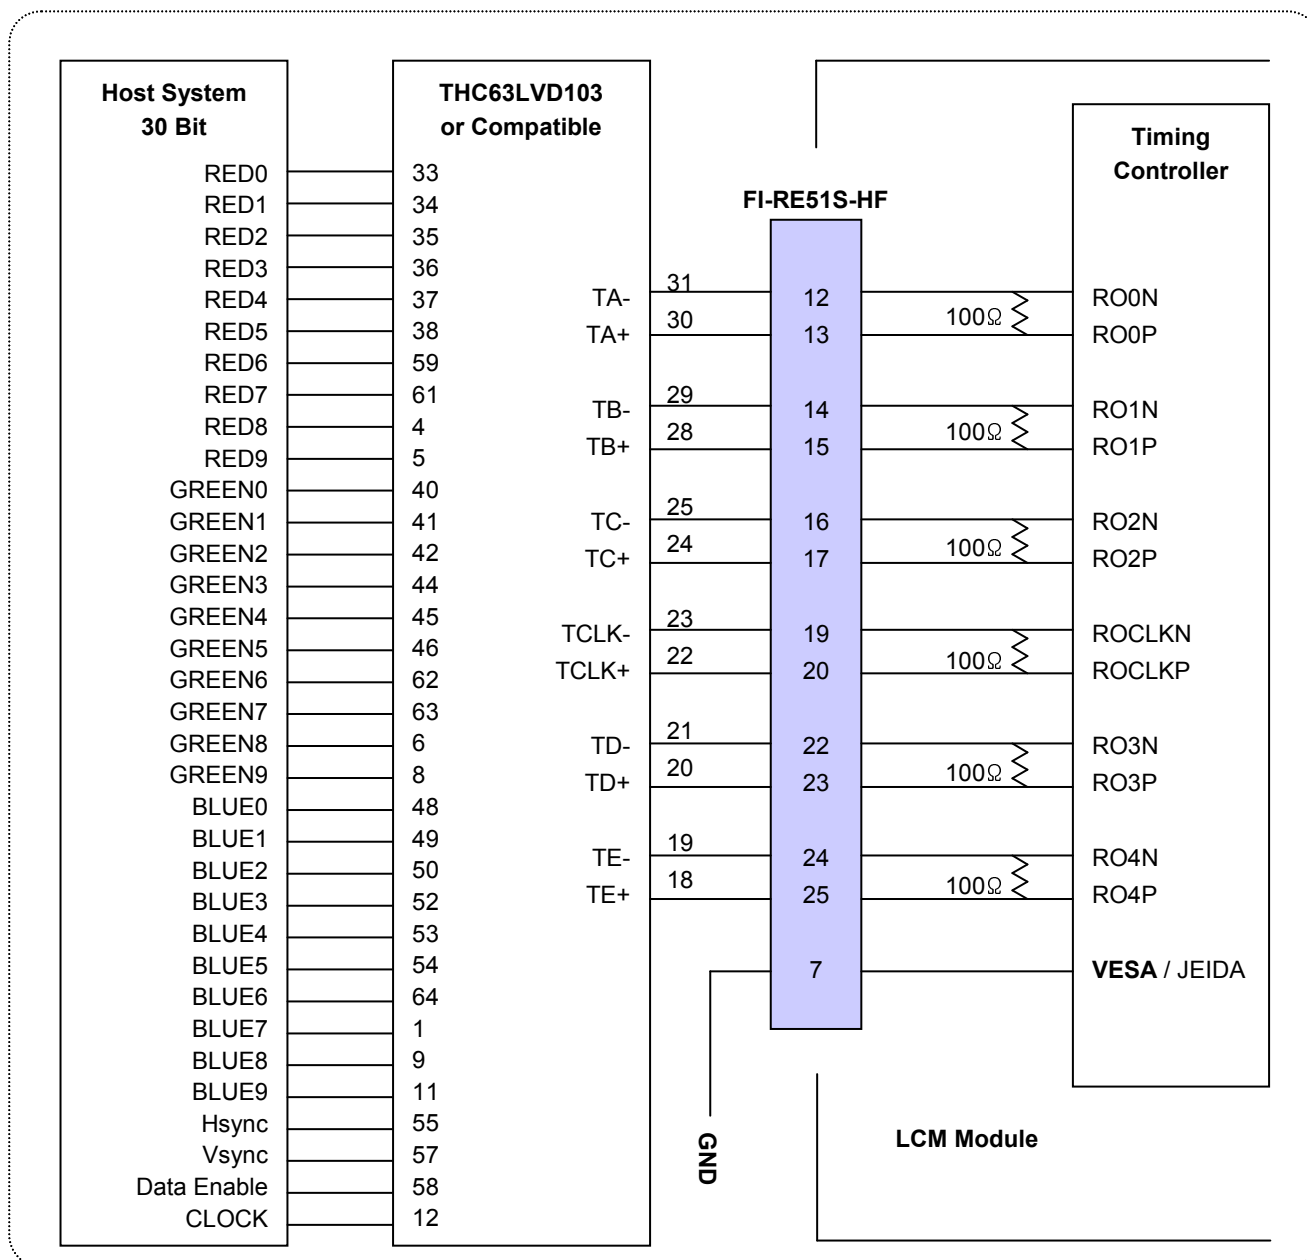 Host System
30 Bit
THC63LVD103
or Compatible
Timing
Controller
FI-RE51S-HF
RED0 33
RED1 34
RED2 35
RED3 36
RED4 37
RED5 38
RED6 59
RED7 61
RED8 4
RED9 5
GREEN0 40
GREEN1 41
GREEN2 42
GREEN3 44
GREEN4 45
GREEN5 46
GREEN6 62
GREEN7 63
GREEN8 6
GREEN9 8
BLUE0 48
BLUE1 49
BLUE2 50
BLUE3 52
BLUE4 53
BLUE5 54
BLUE6 64
BLUE7 1
BLUE8 9
BLUE9 11
Hsync 55
Vsync 57
Data Enable 58
CLOCK 12
TA- 31 12 RO0N
100Ω
TA+ 30 13 RO0P
TB- 29 14 RO1N
100Ω
TB+ 28 15 RO1P
TC- 25 16 RO2N
100Ω
TC+ 24 17 RO2P
TCLK- 23 19 ROCLKN
100Ω
TCLK+ 22 20 ROCLKP
TD- 21 22 RO3N
100Ω
TD+ 20 23 RO3P
TE- 19 24 RO4N
100Ω
TE+ 18 25 RO4P
7 VESA / JEIDA
GND
LCM Module